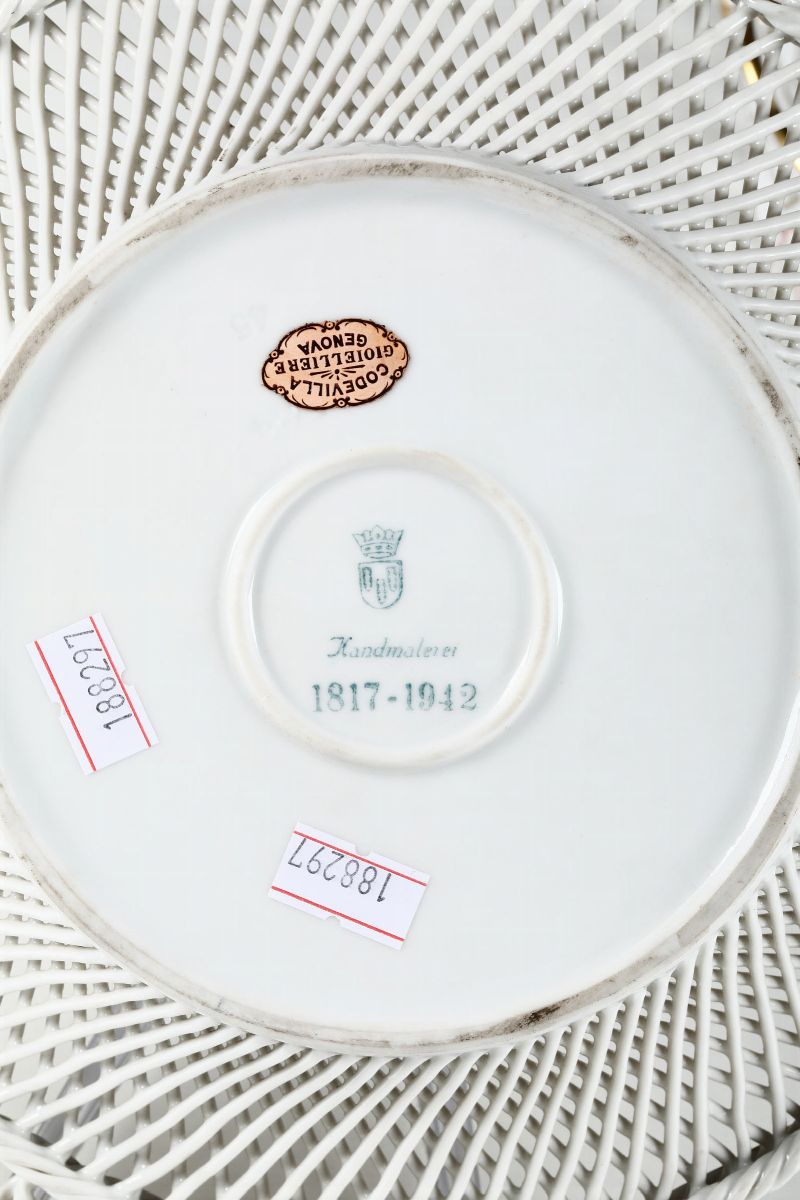 CODEVILLA
GIOIELLIERE
GENOVA
Handmalerei
1817-1942
188297
188297